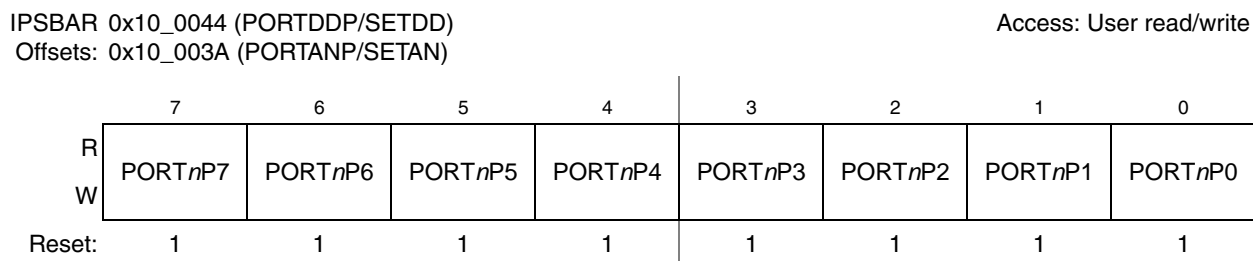 IPSBAR 0x10_0044 (PORTDDP/SETDD) Access: User read/write
Offsets: 0x10_003A (PORTANP/SETAN)
7 6 5 4 3 2 1 0
R
PORTnP7 PORTnP6 PORTnP5 PORTnP4 PORTnP3 PORTnP2 PORTnP1 PORTnP0
W
Reset: 1 1 1 1 1 1 1 1